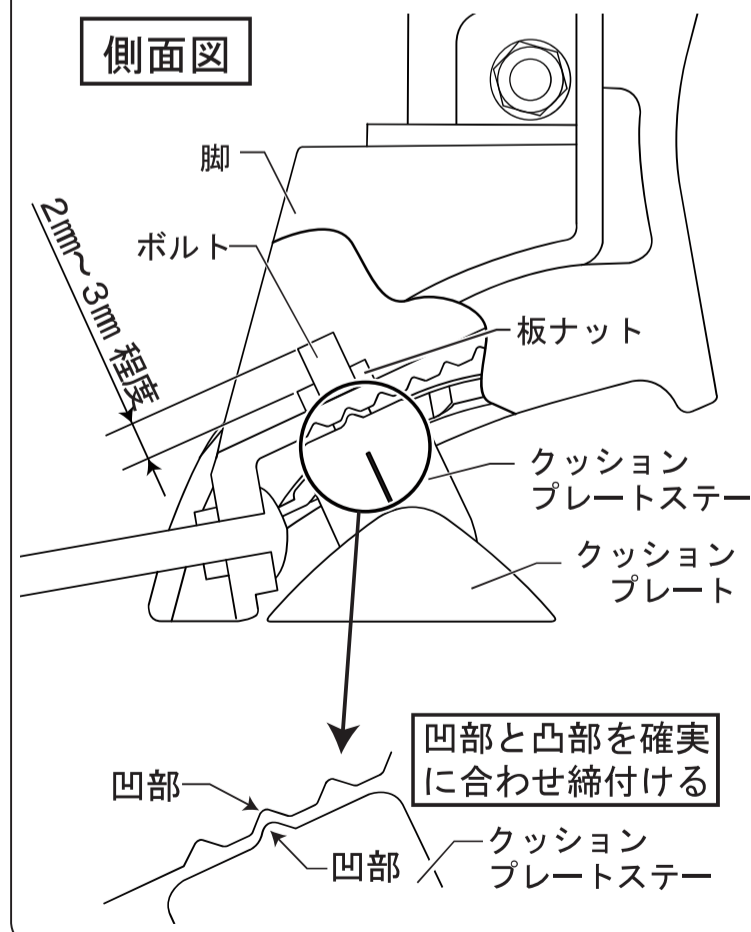 側面図
脚
ボルト
2㎜～3㎜ 程度
板ナット
クッション
プレートステー
クッション
プレート
凹部と凸部を確実
に合わせ締付ける
凹部
凹部
クッション
プレートステー